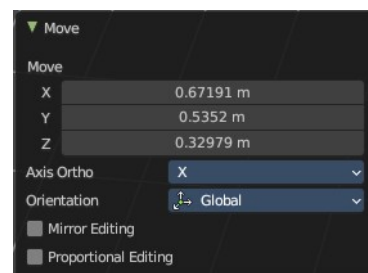 Move
Move
X 0.67191 m
Y 0.5352 m
Z 0.32979 m
Axis Ortho X
Orientation Global
Mirror Editing
Proportional Editing